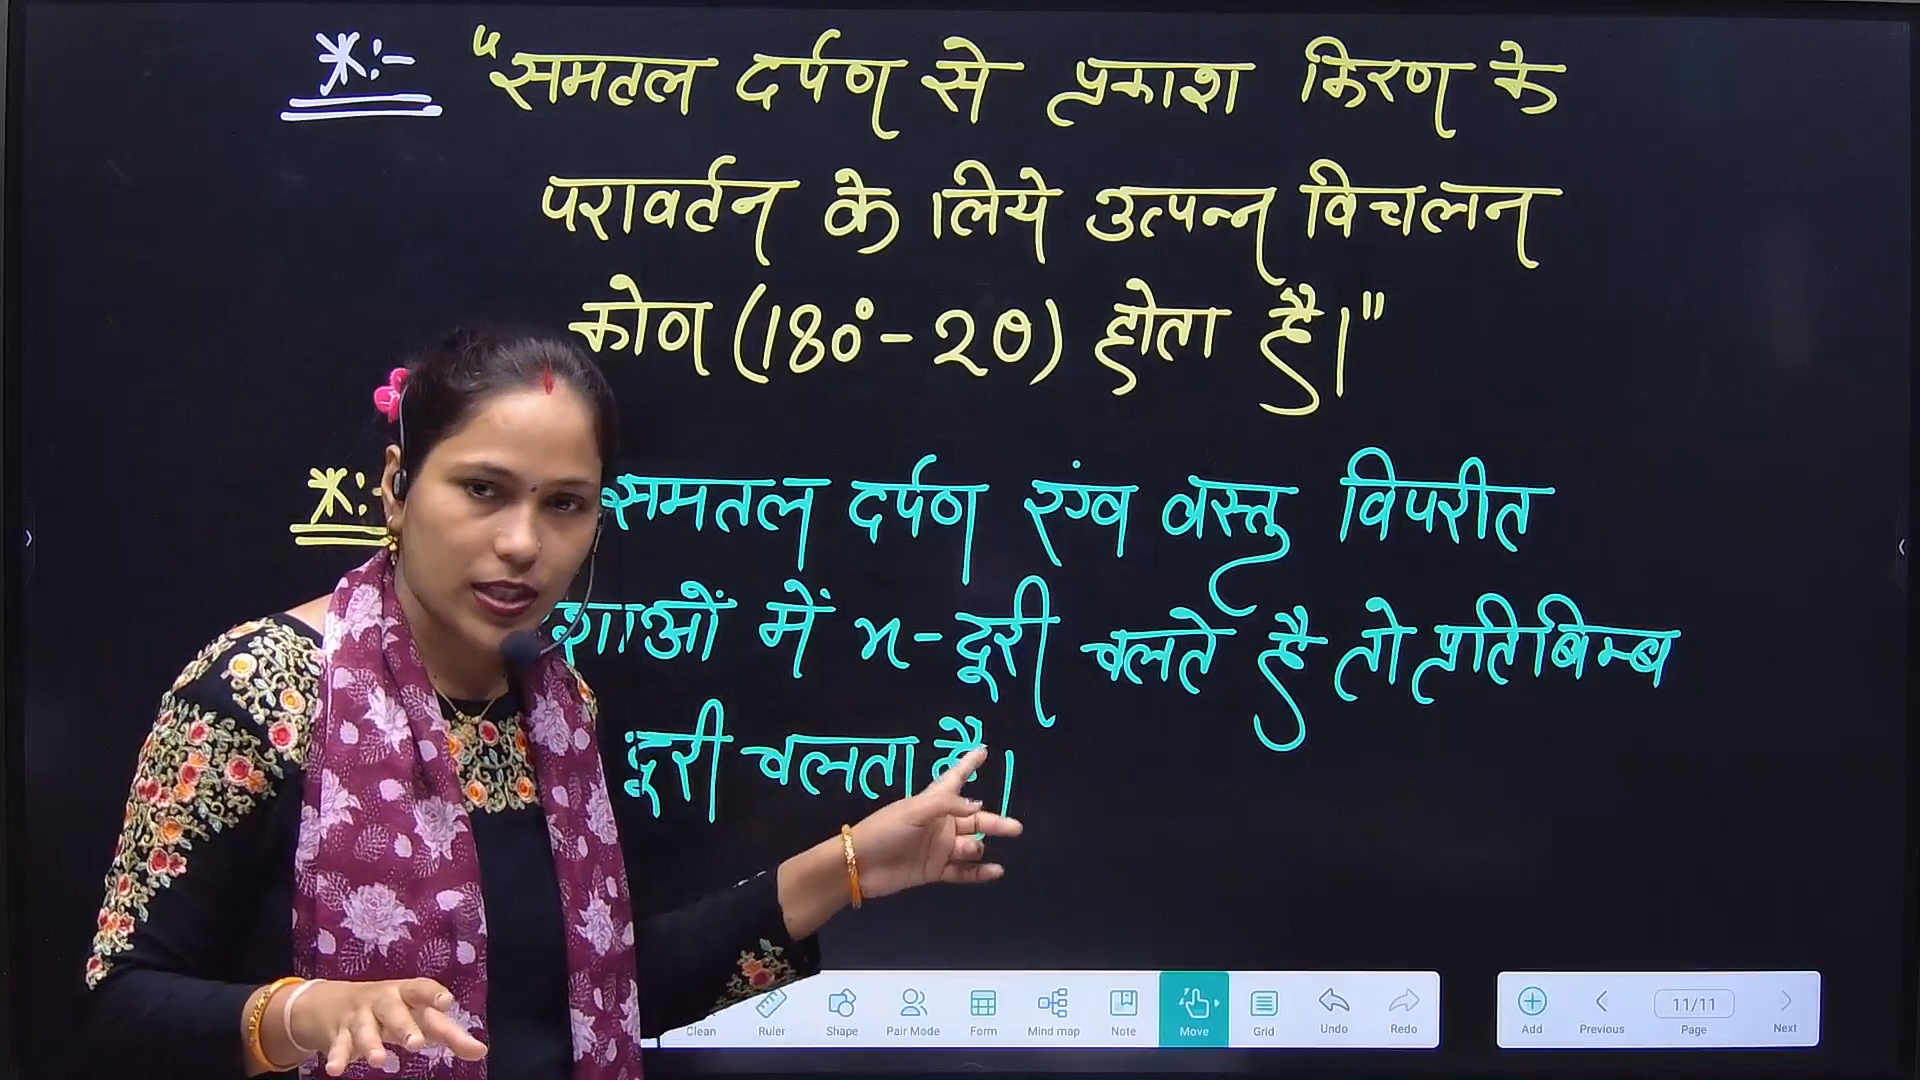 *:- "समतल दर्पण से प्रकाश किरण के
परावर्तन के लिये उत्पन्न विचलन
कोण (180°-2θ) होता है।"
*:- समतल दर्पण एंव वस्तु विपरीत
शाओं में x-दूरी चलते है तो प्रतिबिम्ब
दूरी चलता है।
Clean Ruler Shape Pair Mode Form Mind map Note Move Grid Undo Redo Add Previous 11/11 Page Next